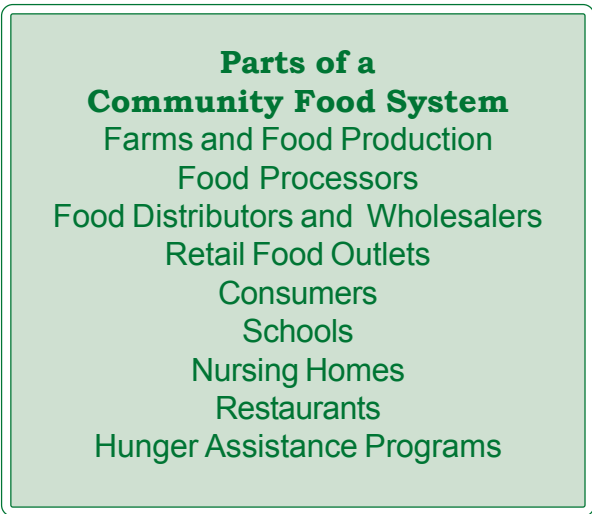 Parts of a
Community Food System
Farms and Food Production
Food Processors
Food Distributors and Wholesalers
Retail Food Outlets
Consumers
Schools
Nursing Homes
Restaurants
Hunger Assistance Programs